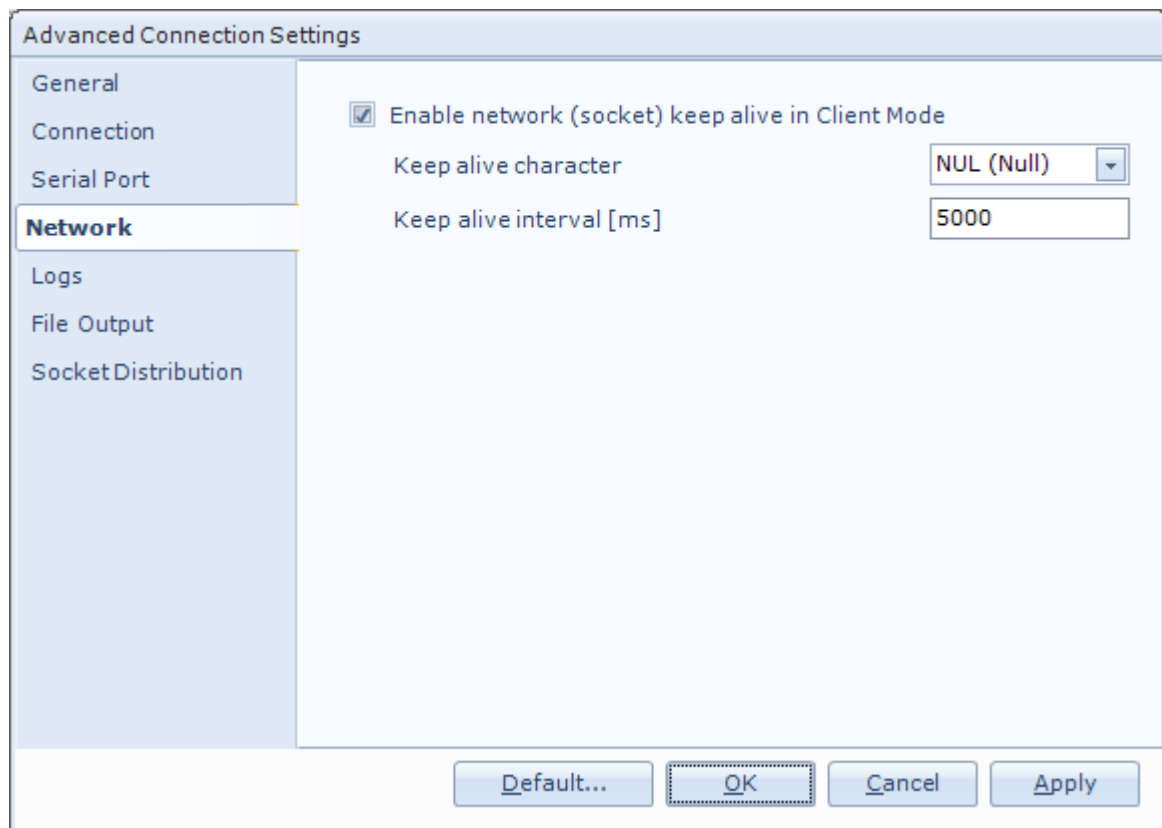 Advanced Connection Settings
General
Connection
Serial Port
Network
Logs
File Output
Socket Distribution
Enable network (socket) keep alive in Client Mode
Keep alive character
NUL (Null)
Keep alive interval [ms]
5000
Default...
OK
Cancel
Apply